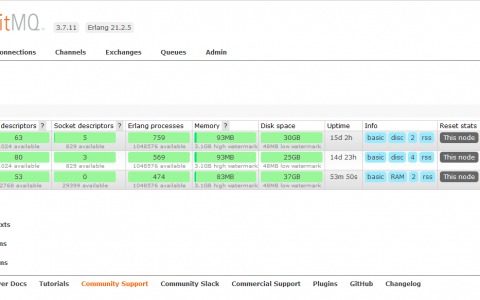 itMQ 3.7.11 Erlang 21.2.5
onnections Channels Exchanges Queues Admin
descriptors ? Socket descriptors ? Erlang processes Memory ? Disk space Uptime Info Reset stats
63 5 759 93MB 30GB 15d 2h basic disc 2 rss This node
024 available 829 available 1048576 available 3.1GB high watermark 48MB low watermark
80 3 569 94MB 25GB 14d 23h basic disc 4 rss This node
024 available 829 available 1048576 available 3.1GB high watermark 48MB low watermark
53 0 474 83MB 37GB 53m 50s basic RAM 2 rss This node
2768 available 29399 available 1048576 available 3.1GB high watermark 48MB low watermark
xts
ns
ns
er Docs Tutorials Community Support Community Slack Commercial Support Plugins GitHub Changelog